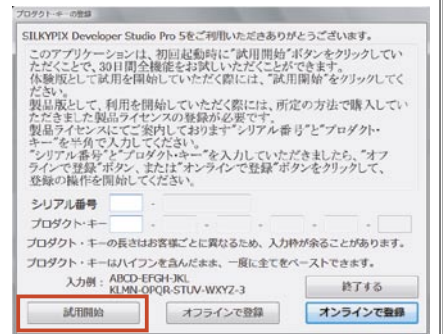 プロダクト・キーの登録
SILKYPIX Developer Studio Pro 5をご利用いただきありがとうございます。
このアプリケーションは、初回起動時に"試用開始"ボタンをクリックしてい
ただくことで、30日間全機能をお試しいただくことができます。
体験版として試用を開始していただく際には、"試用開始"をクリックしてく
ださい。
製品版として、利用を開始していただく際には、所定の方法で購入してい
ただきました製品ライセンスの登録が必要です。
製品ライセンスにてご案内しております"シリアル番号"と"プロダクト・
キー"を半角で入力してください。
"シリアル番号"と"プロダクト・キー"を入力していただきましたら、"オフ
ラインで登録"ボタン、または"オンラインで登録"ボタンをクリックして、
登録の操作を開始してください。
シリアル番号 -
プロダクト・キー - - - - -
プロダクト・キーの長さはお客様ごとに異なるため、入力枠が余ることがあります。
プロダクト・キーはハイフンを含んだまま、一度に全てをペーストできます。
入力例: ABCD-EFGH-JKL
KLMN-OPQR-STUV-WXYZ-3
終了する
試用開始 オフラインで登録 オンラインで登録